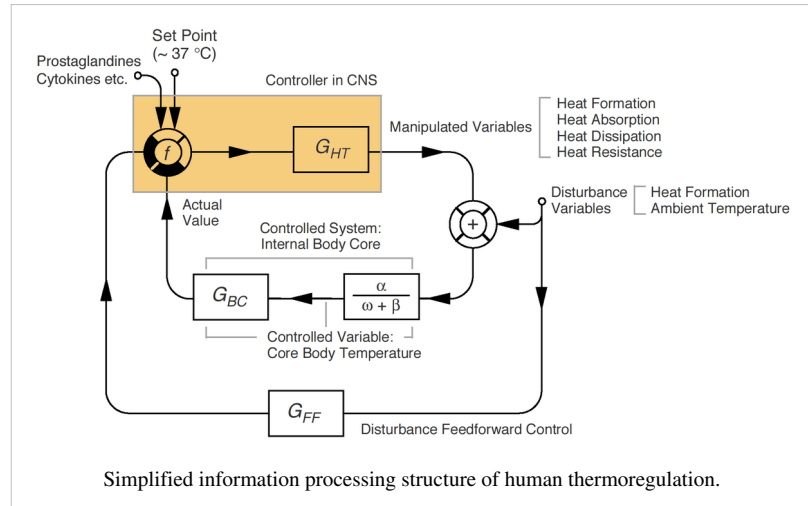 Set Point
(~ 37 °C)
Prostaglandines
Cytokines etc.
Controller in CNS
f
G_HT
Manipulated Variables
Heat Formation
Heat Absorption
Heat Dissipation
Heat Resistance
Actual
Value
+
Disturbance
Variables
Heat Formation
Ambient Temperature
Controlled System:
Internal Body Core
G_BC
α
ω + β
Controlled Variable:
Core Body Temperature
G_FF
Disturbance Feedforward Control
Simplified information processing structure of human thermoregulation.